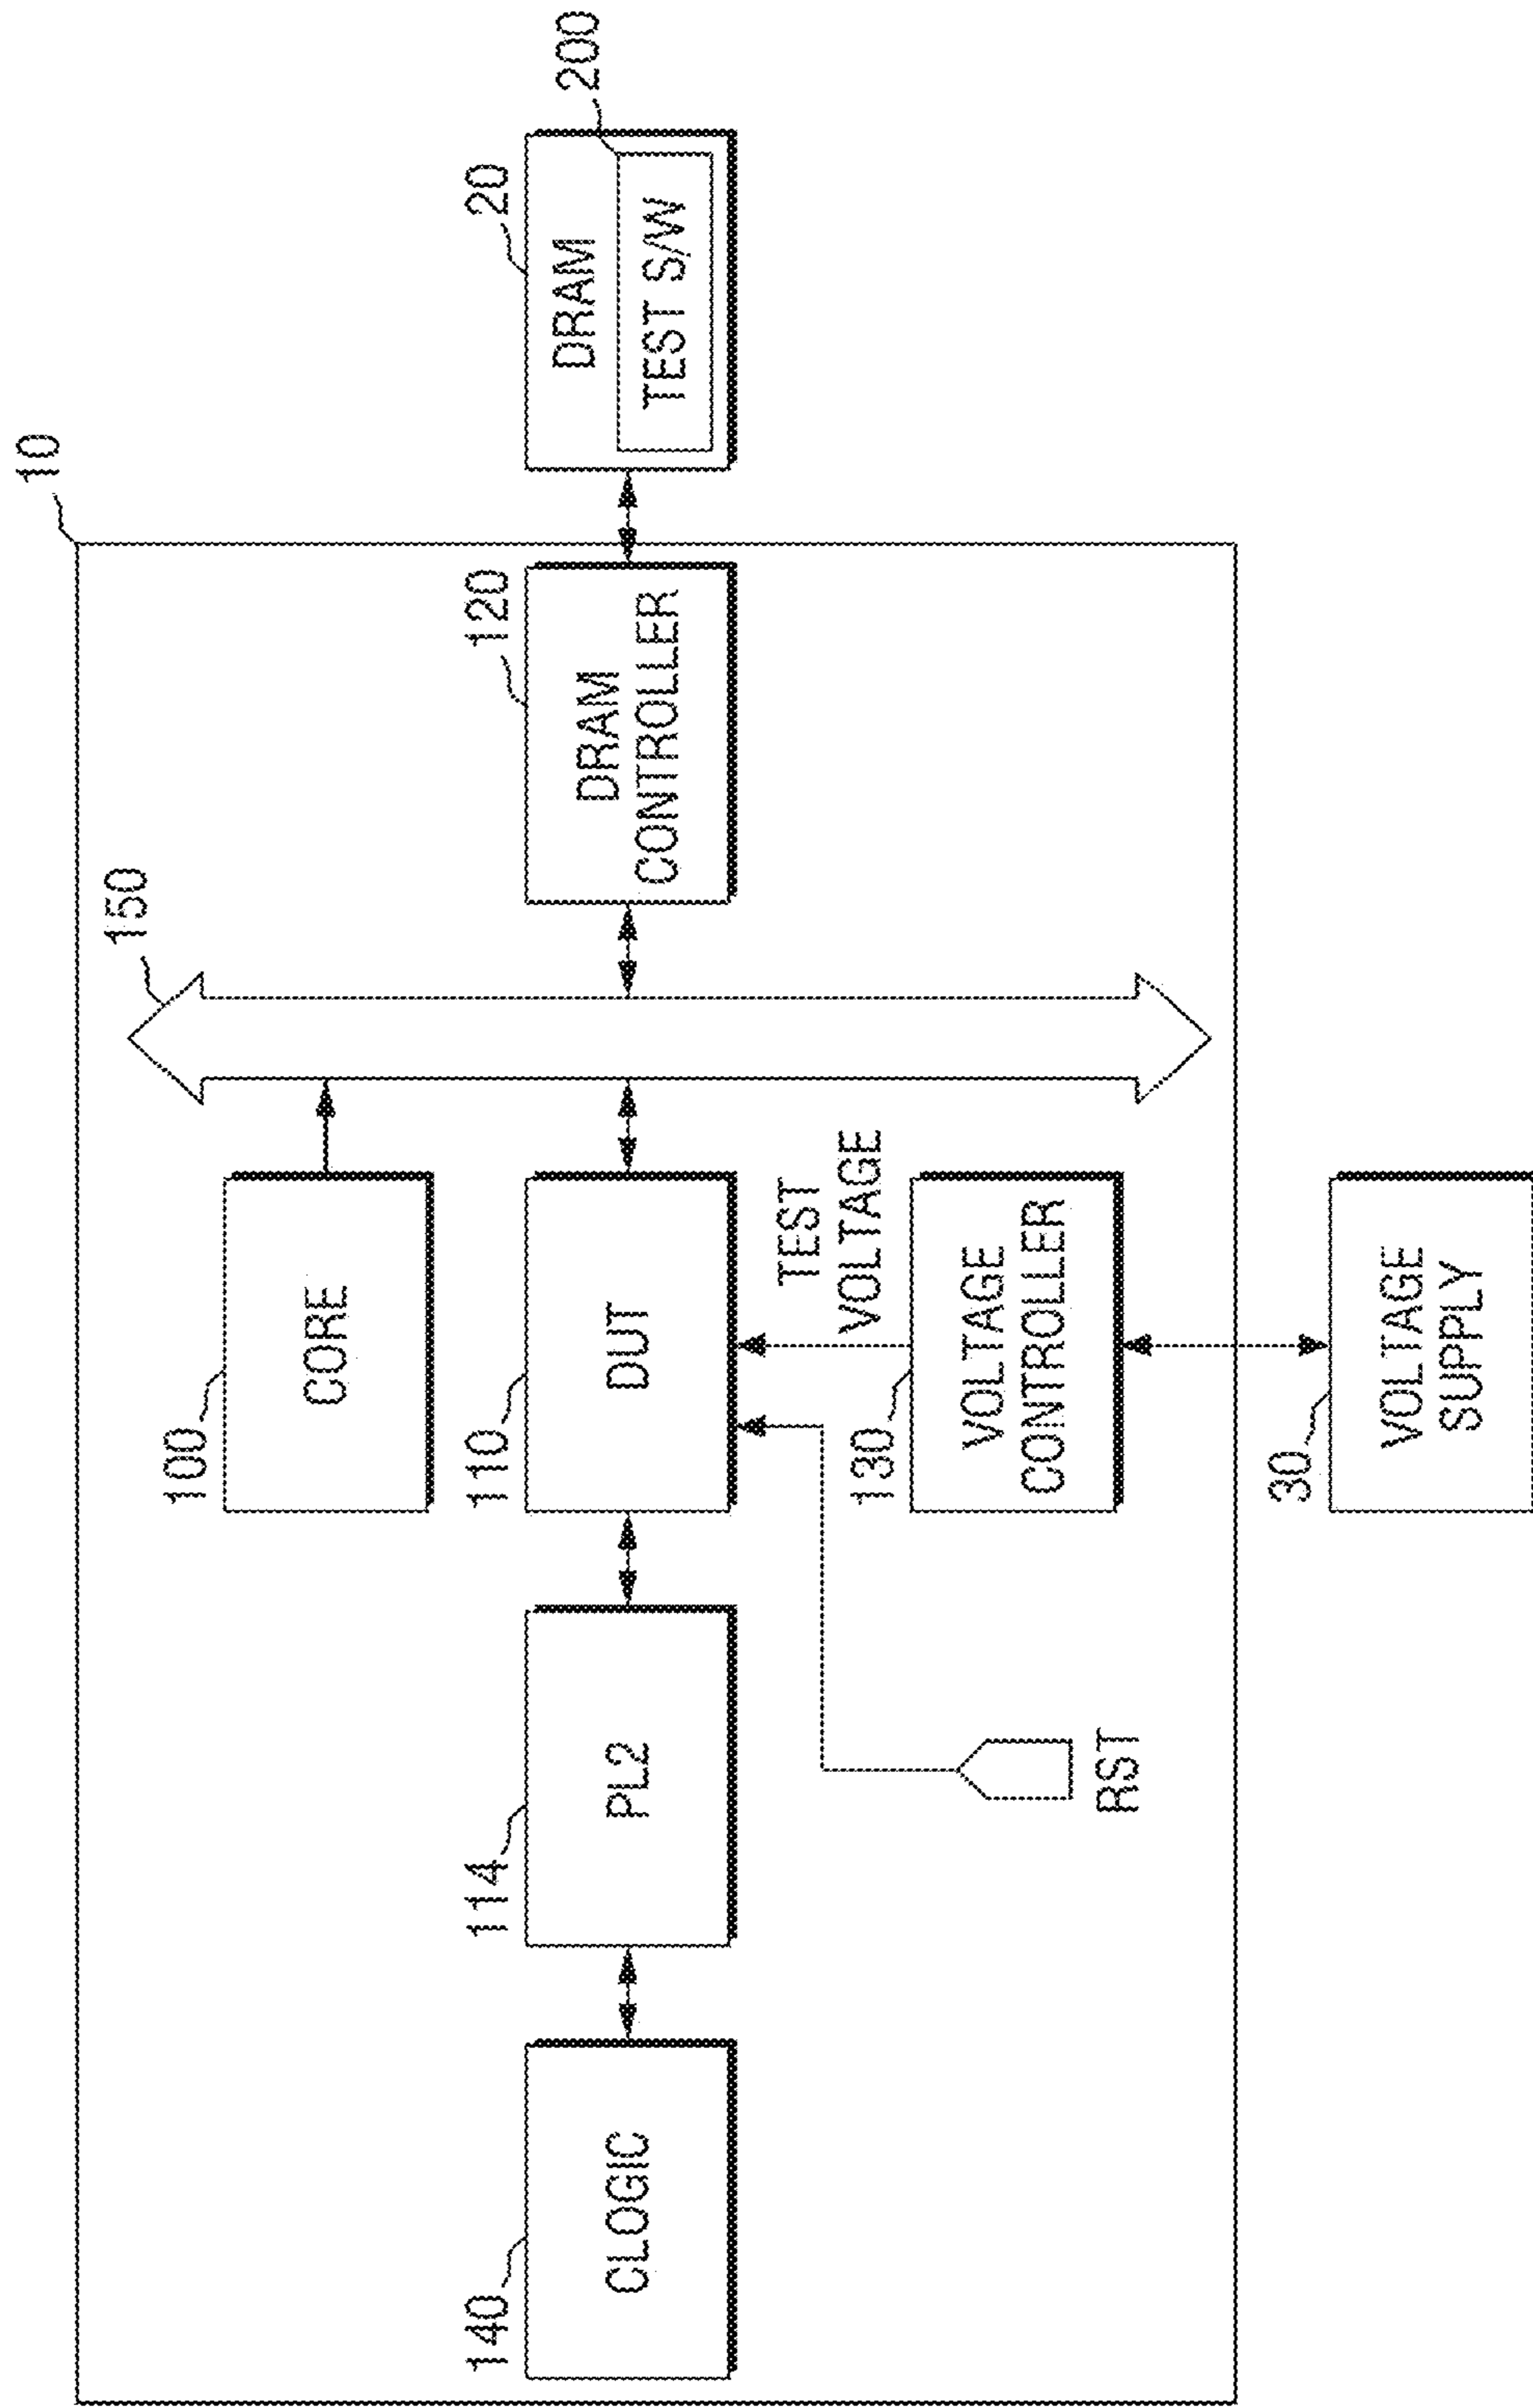 10
150
100
CORE
140
CLOGIC
114
PL2
110
DUT
120
DRAM
CONTROLLER
20
DRAM
200
TEST S/W
TEST
VOLTAGE
RST
130
VOLTAGE
CONTROLLER
30
VOLTAGE
SUPPLY